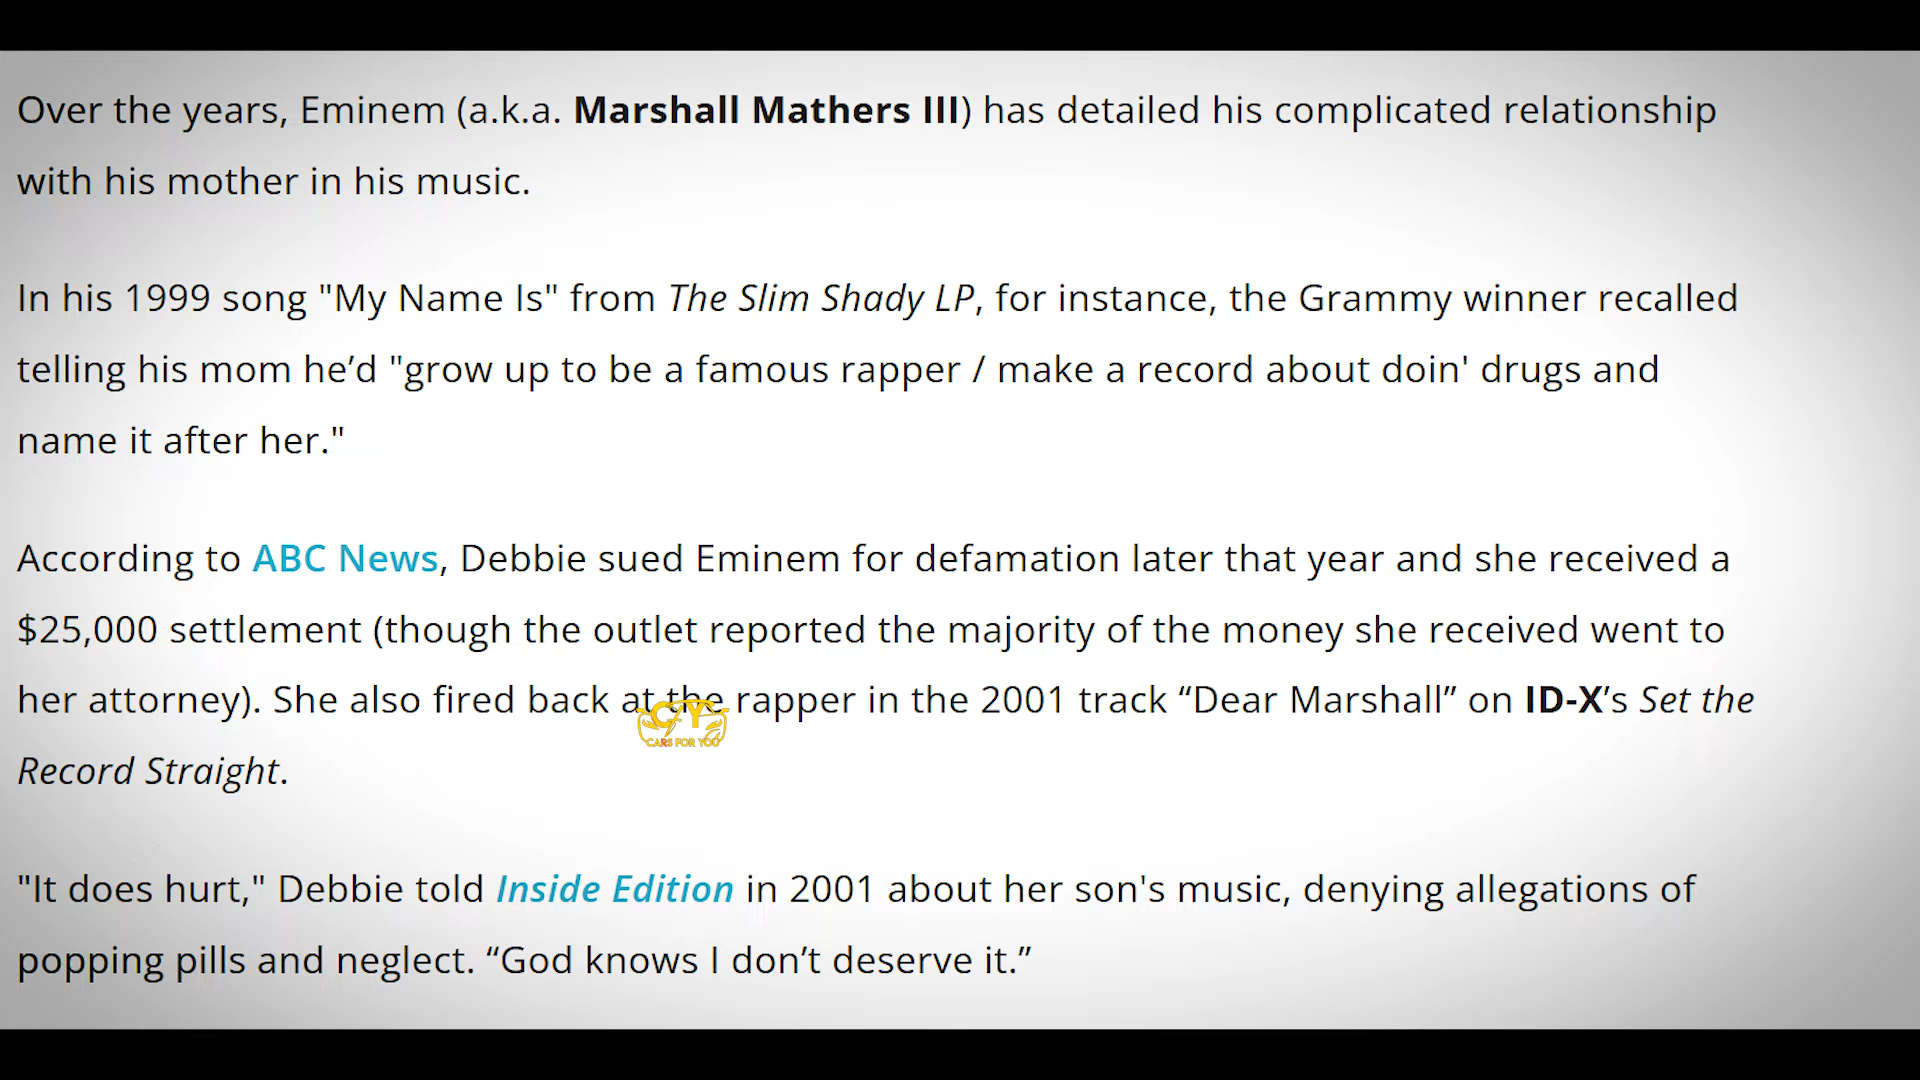 Over the years, Eminem (a.k.a. Marshall Mathers III) has detailed his complicated relationship
with his mother in his music.
In his 1999 song "My Name Is" from The Slim Shady LP, for instance, the Grammy winner recalled
telling his mom he’d "grow up to be a famous rapper / make a record about doin' drugs and
name it after her."
According to ABC News, Debbie sued Eminem for defamation later that year and she received a
$25,000 settlement (though the outlet reported the majority of the money she received went to
her attorney). She also fired back at the rapper in the 2001 track “Dear Marshall” on ID-X’s Set the
CFY
CARS FOR YOU
Record Straight.
"It does hurt," Debbie told Inside Edition in 2001 about her son's music, denying allegations of
popping pills and neglect. “God knows I don’t deserve it.”